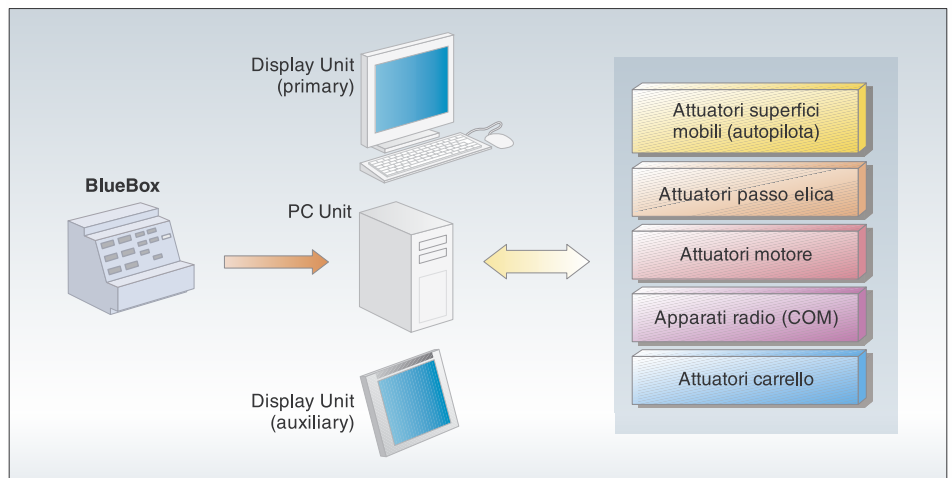 Display Unit
(primary)
BlueBox
PC Unit
Display Unit
(auxiliary)
Attuatori superfici
mobili (autopilota)
Attuatori passo elica
Attuatori motore
Apparati radio (COM)
Attuatori carrello